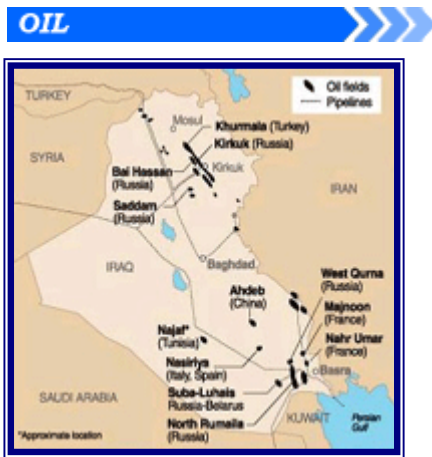 OIL
Oil fields
Pipelines
TURKEY
Mosul
Khurmala (Turkey)
Kirkuk (Russia)
Kirkuk
SYRIA
Bai Hassan
(Russia)
Saddam
(Russia)
IRAN
Baghdad
IRAQ
West Qurna
(Russia)
Ahdeb
(China)
Majnoon
(France)
Najaf*
(Tunisia)
Nahr Umar
(France)
Nasiriya
(Italy, Spain)
Basra
Suba-Luhais
Russia-Belarus
SAUDI ARABIA
KUWAIT
Persian
Gulf
North Rumaila
(Russia)
*Approximate location